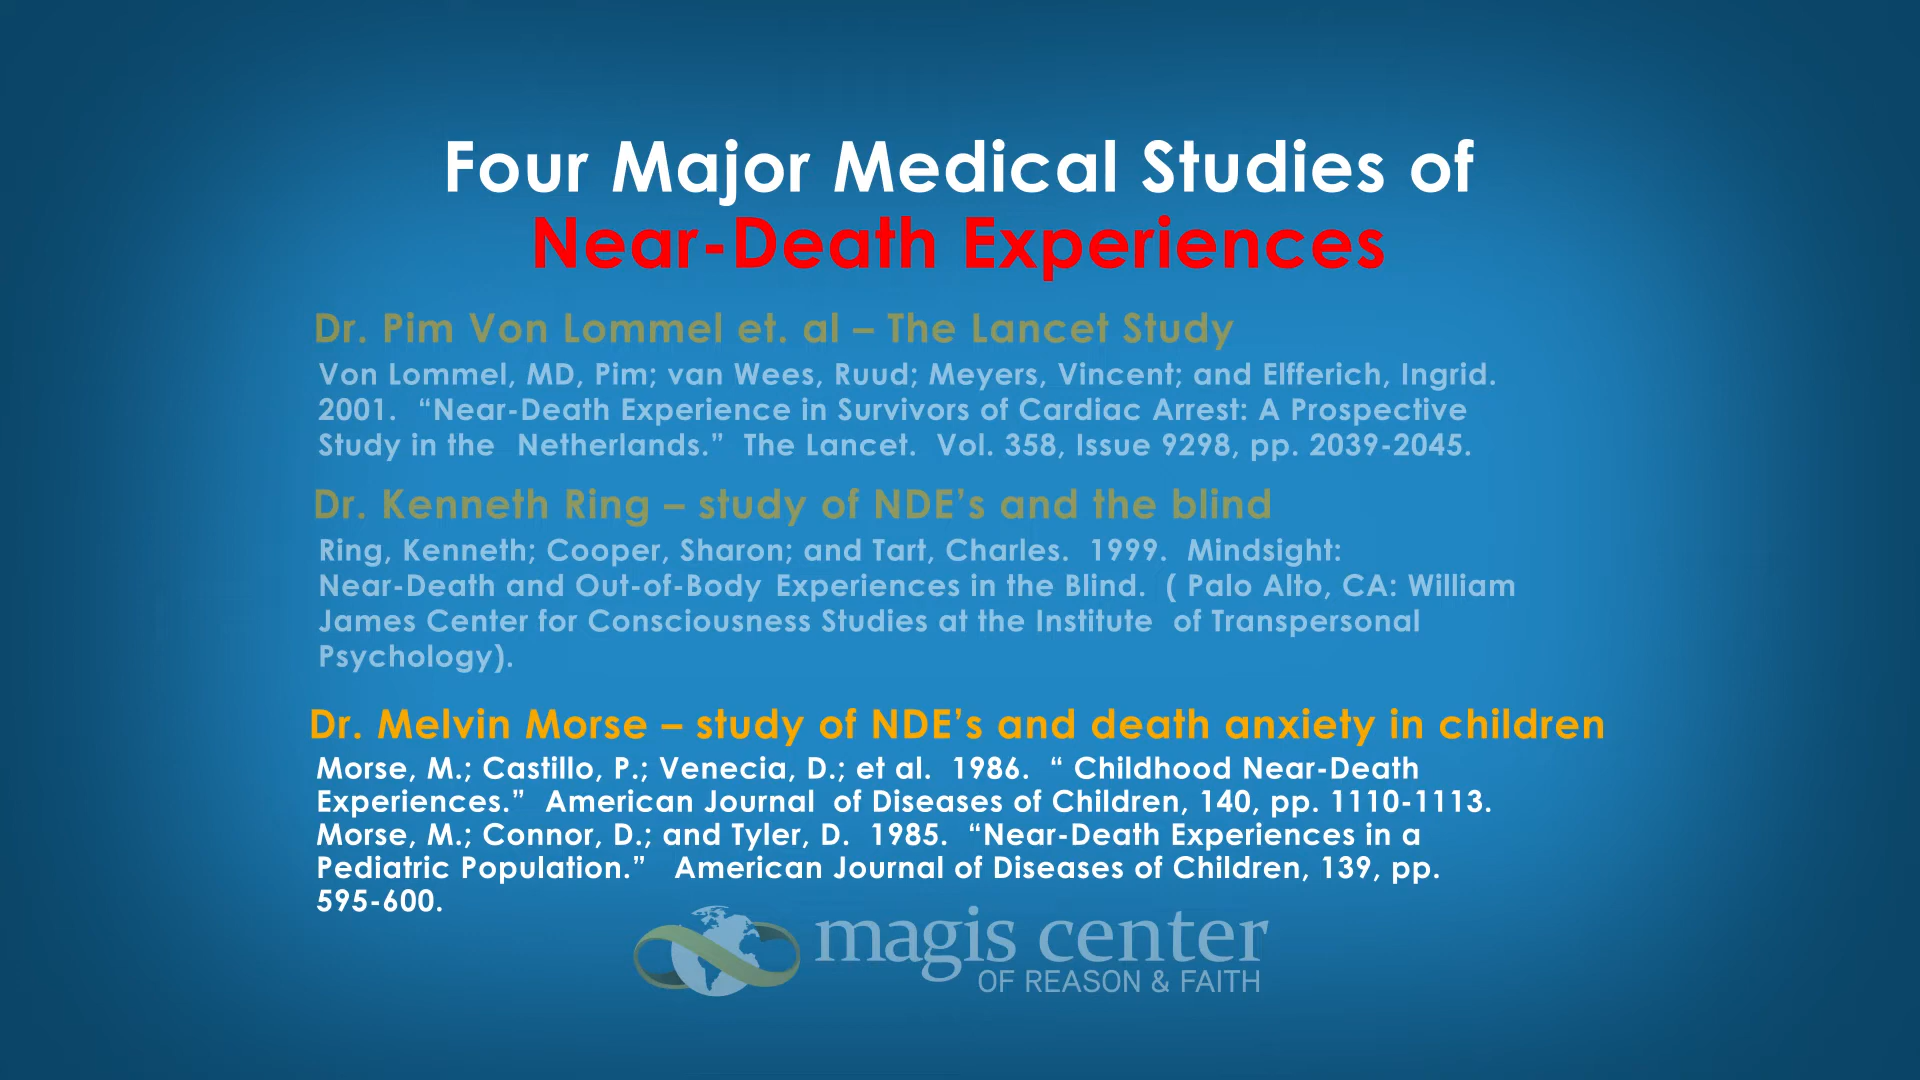 Four Major Medical Studies of
Near-Death Experiences
Dr. Pim Von Lommel et. al – The Lancet Study
Von Lommel, MD, Pim; van Wees, Ruud; Meyers, Vincent; and Elfferich, Ingrid.
2001. “Near-Death Experience in Survivors of Cardiac Arrest: A Prospective
Study in the Netherlands.” The Lancet. Vol. 358, Issue 9298, pp. 2039-2045.
Dr. Kenneth Ring – study of NDE’s and the blind
Ring, Kenneth; Cooper, Sharon; and Tart, Charles. 1999. Mindsight:
Near-Death and Out-of-Body Experiences in the Blind. ( Palo Alto, CA: William
James Center for Consciousness Studies at the Institute of Transpersonal
Psychology).
Dr. Melvin Morse – study of NDE’s and death anxiety in children
Morse, M.; Castillo, P.; Venecia, D.; et al. 1986. “ Childhood Near-Death
Experiences.” American Journal of Diseases of Children, 140, pp. 1110-1113.
Morse, M.; Connor, D.; and Tyler, D. 1985. “Near-Death Experiences in a
Pediatric Population.” American Journal of Diseases of Children, 139, pp.
595-600.
magis center
OF REASON & FAITH